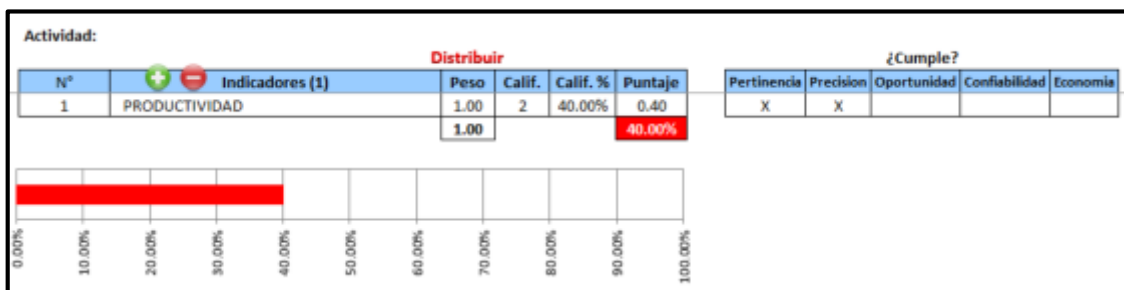 Actividad:
Distribuir ¿Cumple?
N° Indicadores (1) Peso Calif. Calif. % Puntaje Pertinencia Precision Oportunidad Confiabilidad Economia
1 PRODUCTIVIDAD 1.00 2 40.00% 0.40 X X
1.00 40.00%
0.00% 10.00% 20.00% 30.00% 40.00% 50.00% 60.00% 70.00% 80.00% 90.00% 100.00%